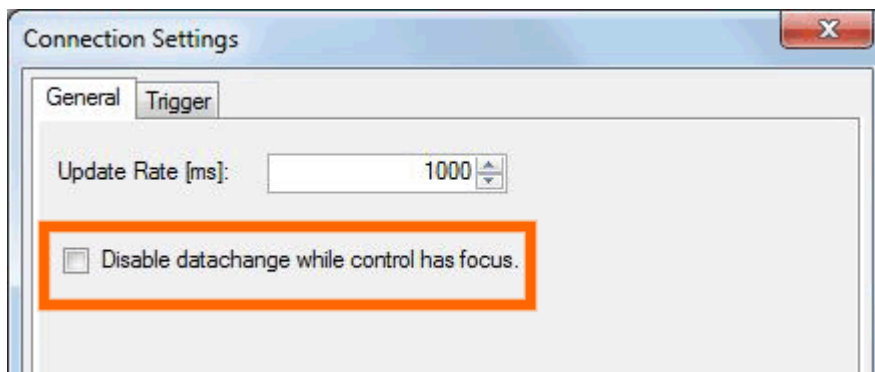 Connection Settings
General
Trigger
Update Rate [ms]:
1000
Disable datachange while control has focus.